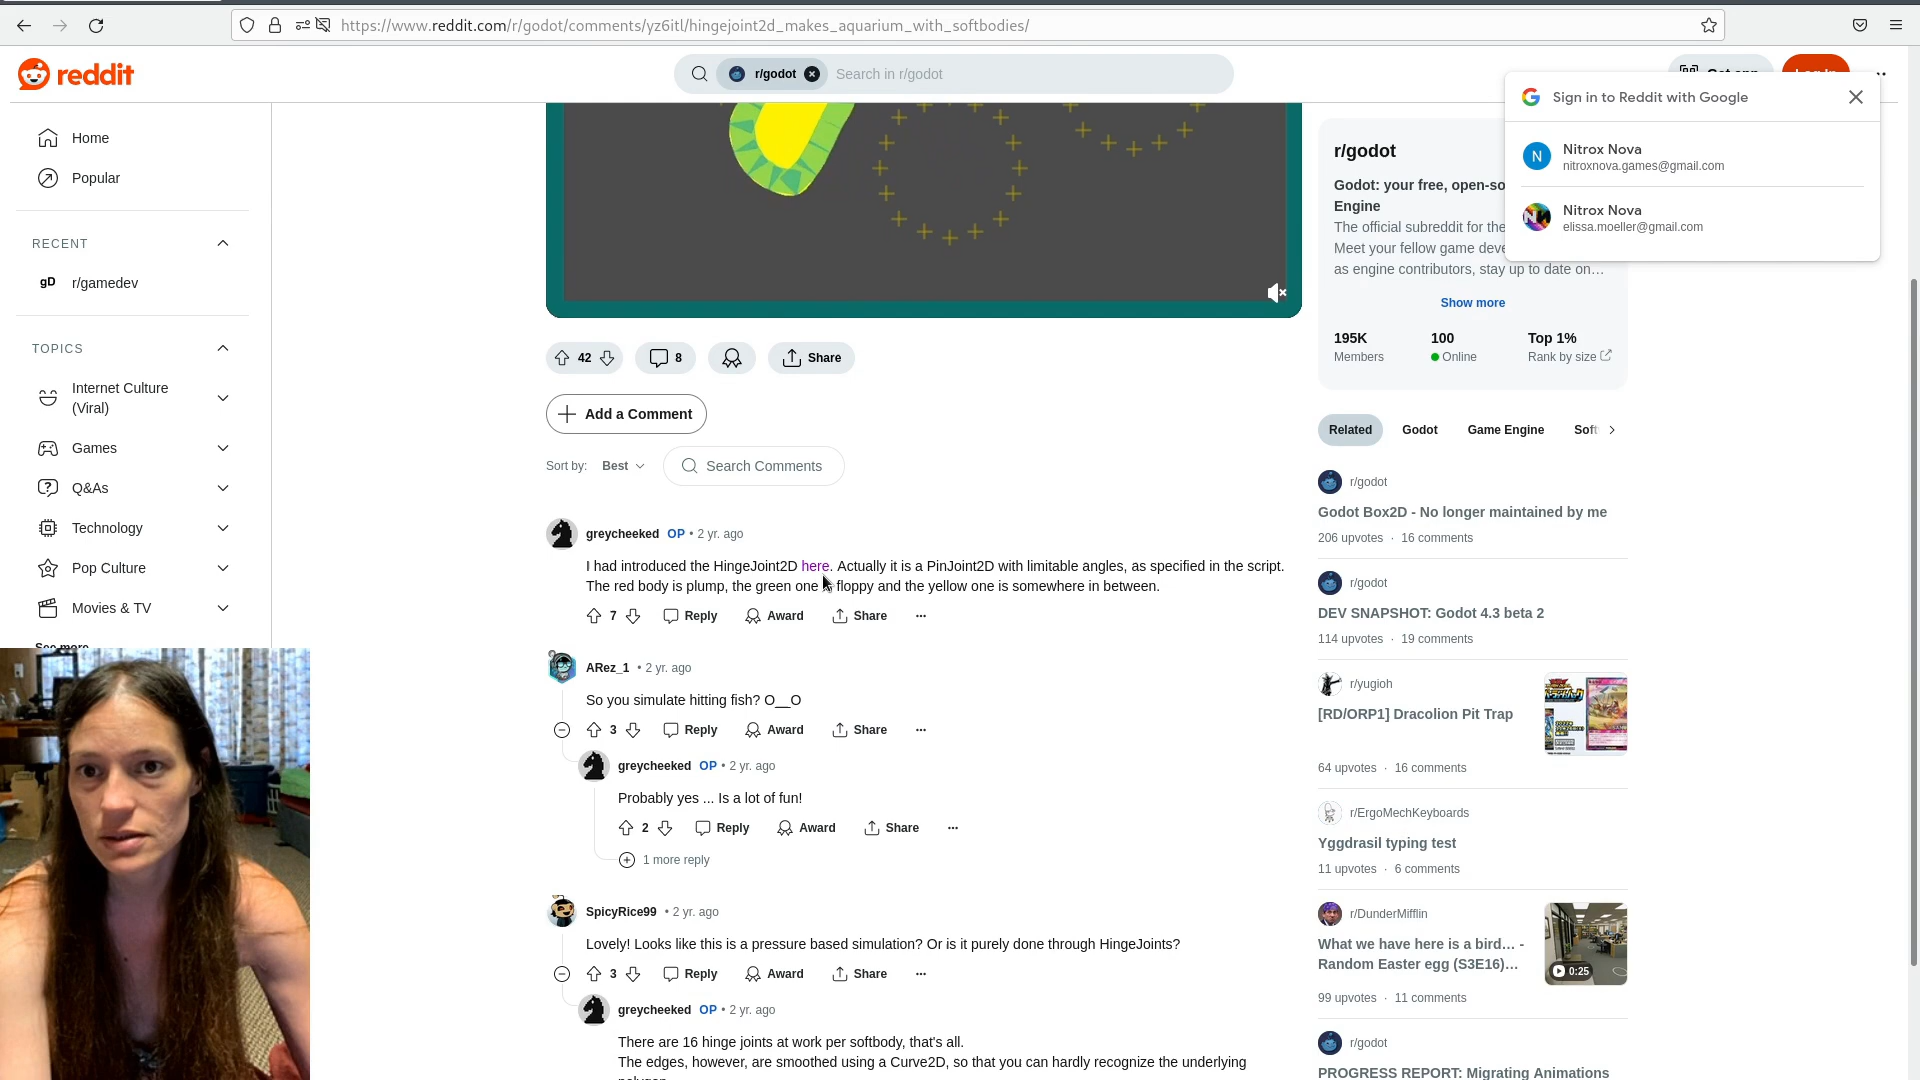 https://www.reddit.com/r/godot/comments/yz6itl/hingejoint2d_makes_aquarium_with_softbodies/
reddit
r/godot
Search in r/godot
Get app
Log In
Sign in to Reddit with Google
Nitrox Nova
nitroxnova.games@gmail.com
Nitrox Nova
elissa.moeller@gmail.com
Home
Popular
RECENT
gD r/gamedev
TOPICS
Internet Culture
(Viral)
Games
Q&As
Technology
Pop Culture
Movies & TV
See more
42
8
Share
Add a Comment
Sort by: Best
Search Comments
greycheeked OP • 2 yr. ago
I had introduced the HingeJoint2D here. Actually it is a PinJoint2D with limitable angles, as specified in the script.
The red body is plump, the green one floppy and the yellow one is somewhere in between.
7 Reply Award Share
ARez_1 • 2 yr. ago
So you simulate hitting fish? O__O
3 Reply Award Share
greycheeked OP • 2 yr. ago
Probably yes ... Is a lot of fun!
2 Reply Award Share
1 more reply
SpicyRice99 • 2 yr. ago
Lovely! Looks like this is a pressure based simulation? Or is it purely done through HingeJoints?
3 Reply Award Share
greycheeked OP • 2 yr. ago
There are 16 hinge joints at work per softbody, that's all.
The edges, however, are smoothed using a Curve2D, so that you can hardly recognize the underlying
r/godot
Godot: your free, open-so
Engine
The official subreddit for the
Meet your fellow game deve
as engine contributors, stay up to date on...
Show more
195K 100 Top 1%
Members Online Rank by size
Related Godot Game Engine Soft
r/godot
Godot Box2D - No longer maintained by me
206 upvotes · 16 comments
r/godot
DEV SNAPSHOT: Godot 4.3 beta 2
114 upvotes · 19 comments
r/yugioh
[RD/ORP1] Dracolion Pit Trap
64 upvotes · 16 comments
r/ErgoMechKeyboards
Yggdrasil typing test
11 upvotes · 6 comments
r/DunderMifflin
What we have here is a bird... -
Random Easter egg (S3E16)...
0:25
99 upvotes · 11 comments
r/godot
PROGRESS REPORT: Migrating Animations